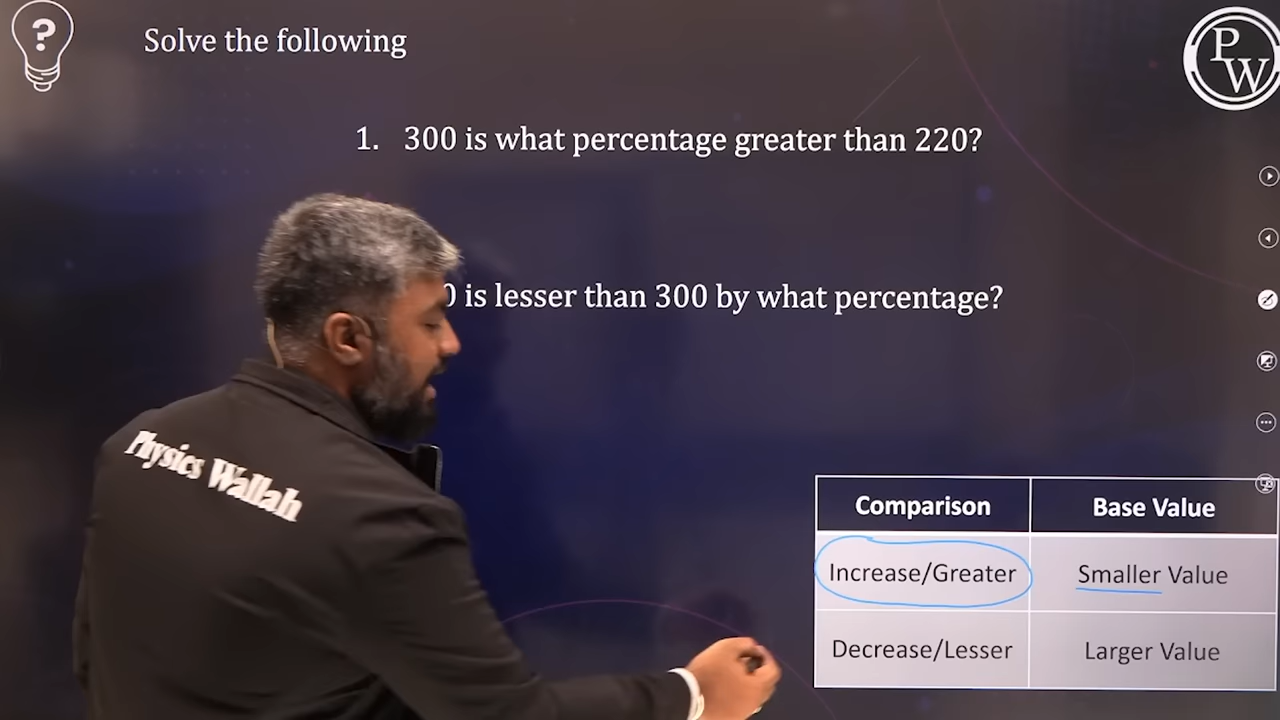 ?
Solve the following
P
W
1. 300 is what percentage greater than 220?
0 is lesser than 300 by what percentage?
Physics Wallah
Comparison Base Value
Increase/Greater Smaller Value
Decrease/Lesser Larger Value